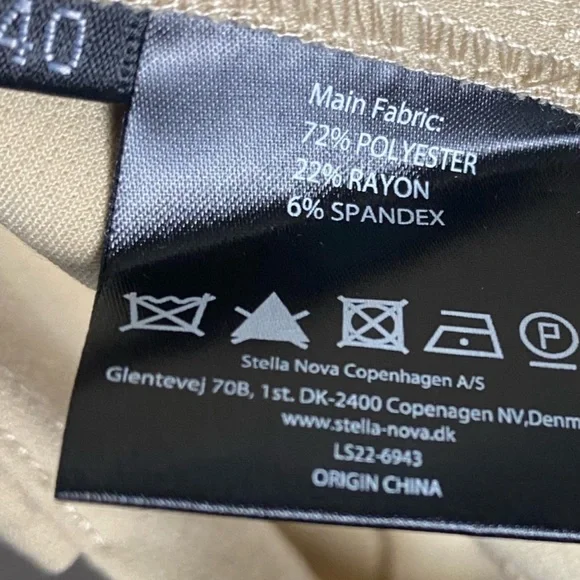 40
Main Fabric:
72% POLYESTER
22% RAYON
6% SPANDEX
P
Stella Nova Copenhagen A/S
Glentevej 70B, 1st. DK-2400 Copenagen NV,Denm
www.stella-nova.dk
LS22-6943
ORIGIN CHINA